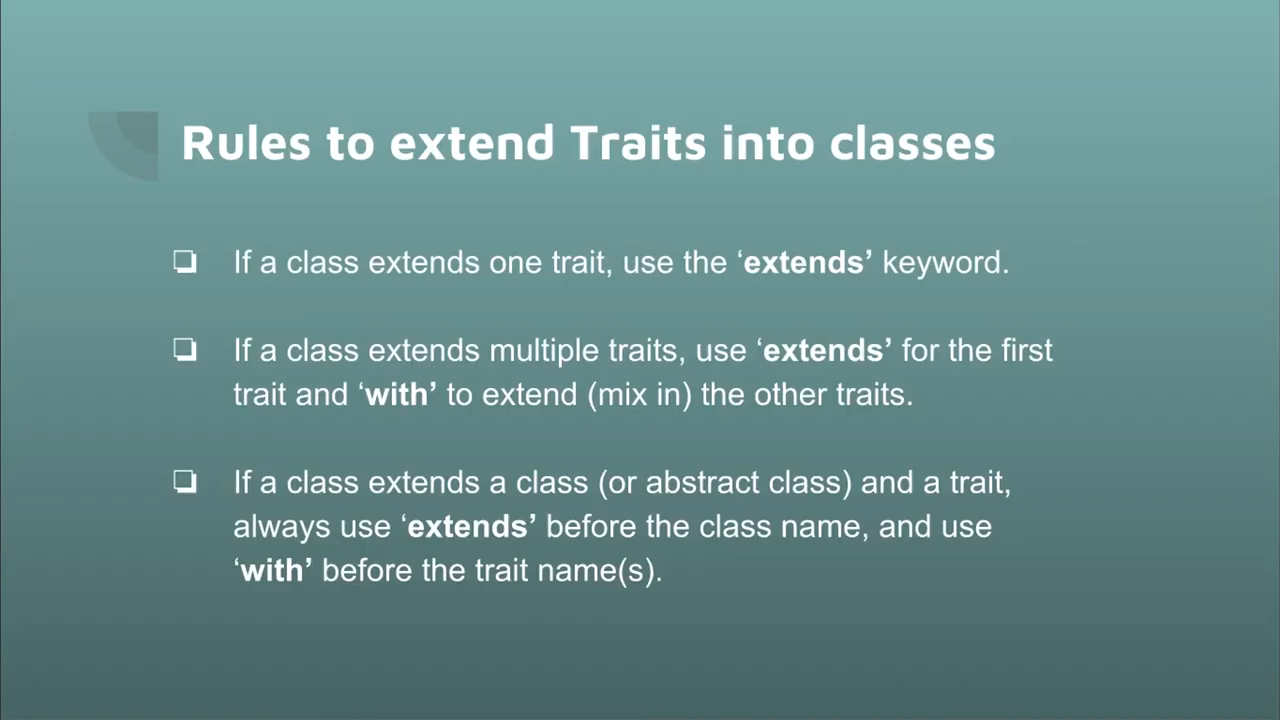 Rules to extend Traits into classes
❏ If a class extends one trait, use the ‘extends’ keyword.
❏ If a class extends multiple traits, use ‘extends’ for the first
trait and ‘with’ to extend (mix in) the other traits.
❏ If a class extends a class (or abstract class) and a trait,
always use ‘extends’ before the class name, and use
‘with’ before the trait name(s).